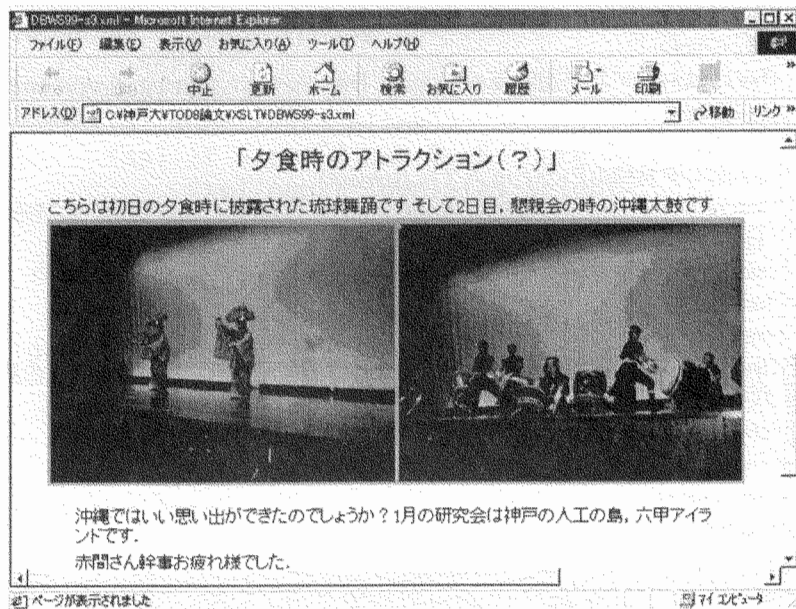 DBWS99-s3.xml - Microsoft Internet Explorer
ファイル(F) 編集(E) 表示(V) お気に入り(A) ツール(T) ヘルプ(H)
中止 更新 ホーム 検索 お気に入り 履歴 メール 印刷
アドレス(D) C:¥神戸大¥TOD8論文¥XSLT¥DBWS99-s3.xml 移動 リンク
「夕食時のアトラクション(?)」
こちらは初日の夕食時に披露された琉球舞踊です そして2日目, 懇親会の時の沖縄太鼓です
沖縄ではいい思い出ができたのでしょうか?1月の研究会は神戸の人工の島, 六甲アイラ
ンドです.
赤間さん幹事お疲れ様でした.
ページが表示されました マイ コンピュータ